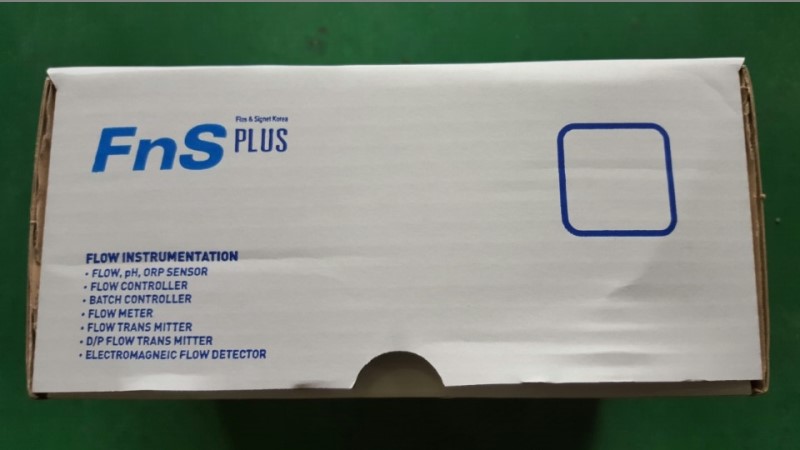 FnS PLUS
Flos & Signet Korea
FLOW INSTRUMENTATION
• FLOW, pH, ORP SENSOR
• FLOW CONTROLLER
• BATCH CONTROLLER
• FLOW METER
• FLOW TRANS MITTER
• D/P FLOW TRANS MITTER
• ELECTROMAGNEIC FLOW DETECTOR